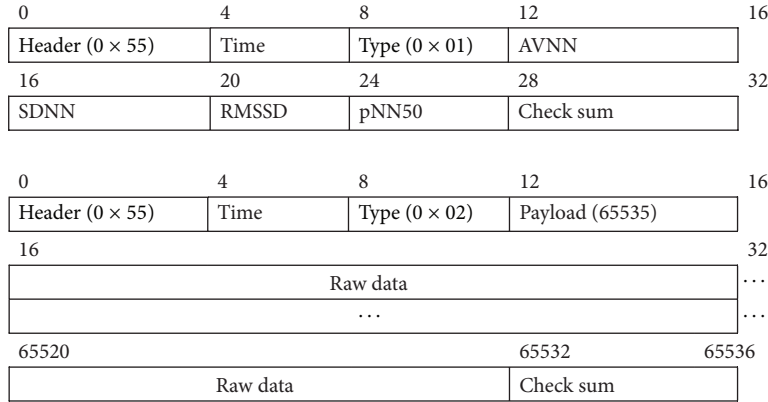 0 4 8 12 16
Header (0 × 55) Time Type (0 × 01) AVNN
16 20 24 28 32
SDNN RMSSD pNN50 Check sum
0 4 8 12 16
Header (0 × 55) Time Type (0 × 02) Payload (65535)
16 32
Raw data ...
... ...
65520 65532 65536
Raw data Check sum